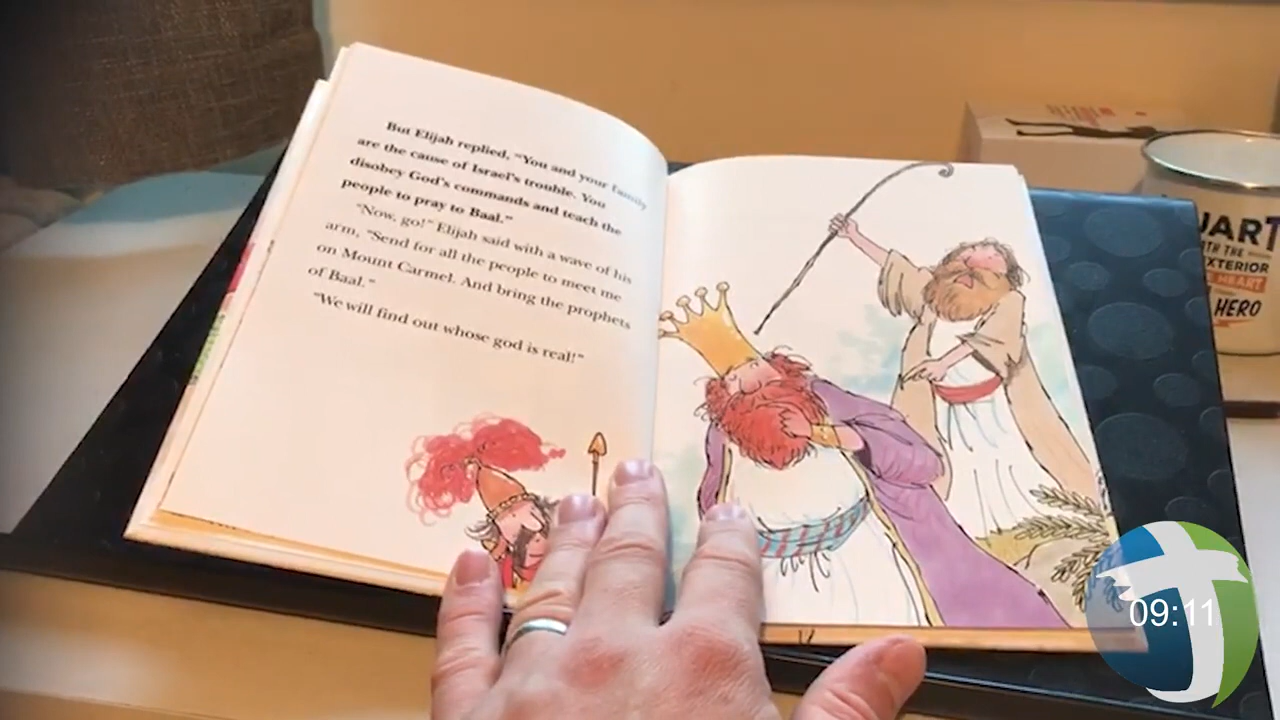 But Elijah replied, "You and your family
are the cause of Israel's trouble. You
disobey God's commands and teach the
people to pray to Baal."
"Now, go!" Elijah said with a wave of his
arm, "Send for all the people to meet me
on Mount Carmel. And bring the prophets
of Baal."
"We will find out whose god is real!"
THE
XTERIOR
HEART
HERO
09:11